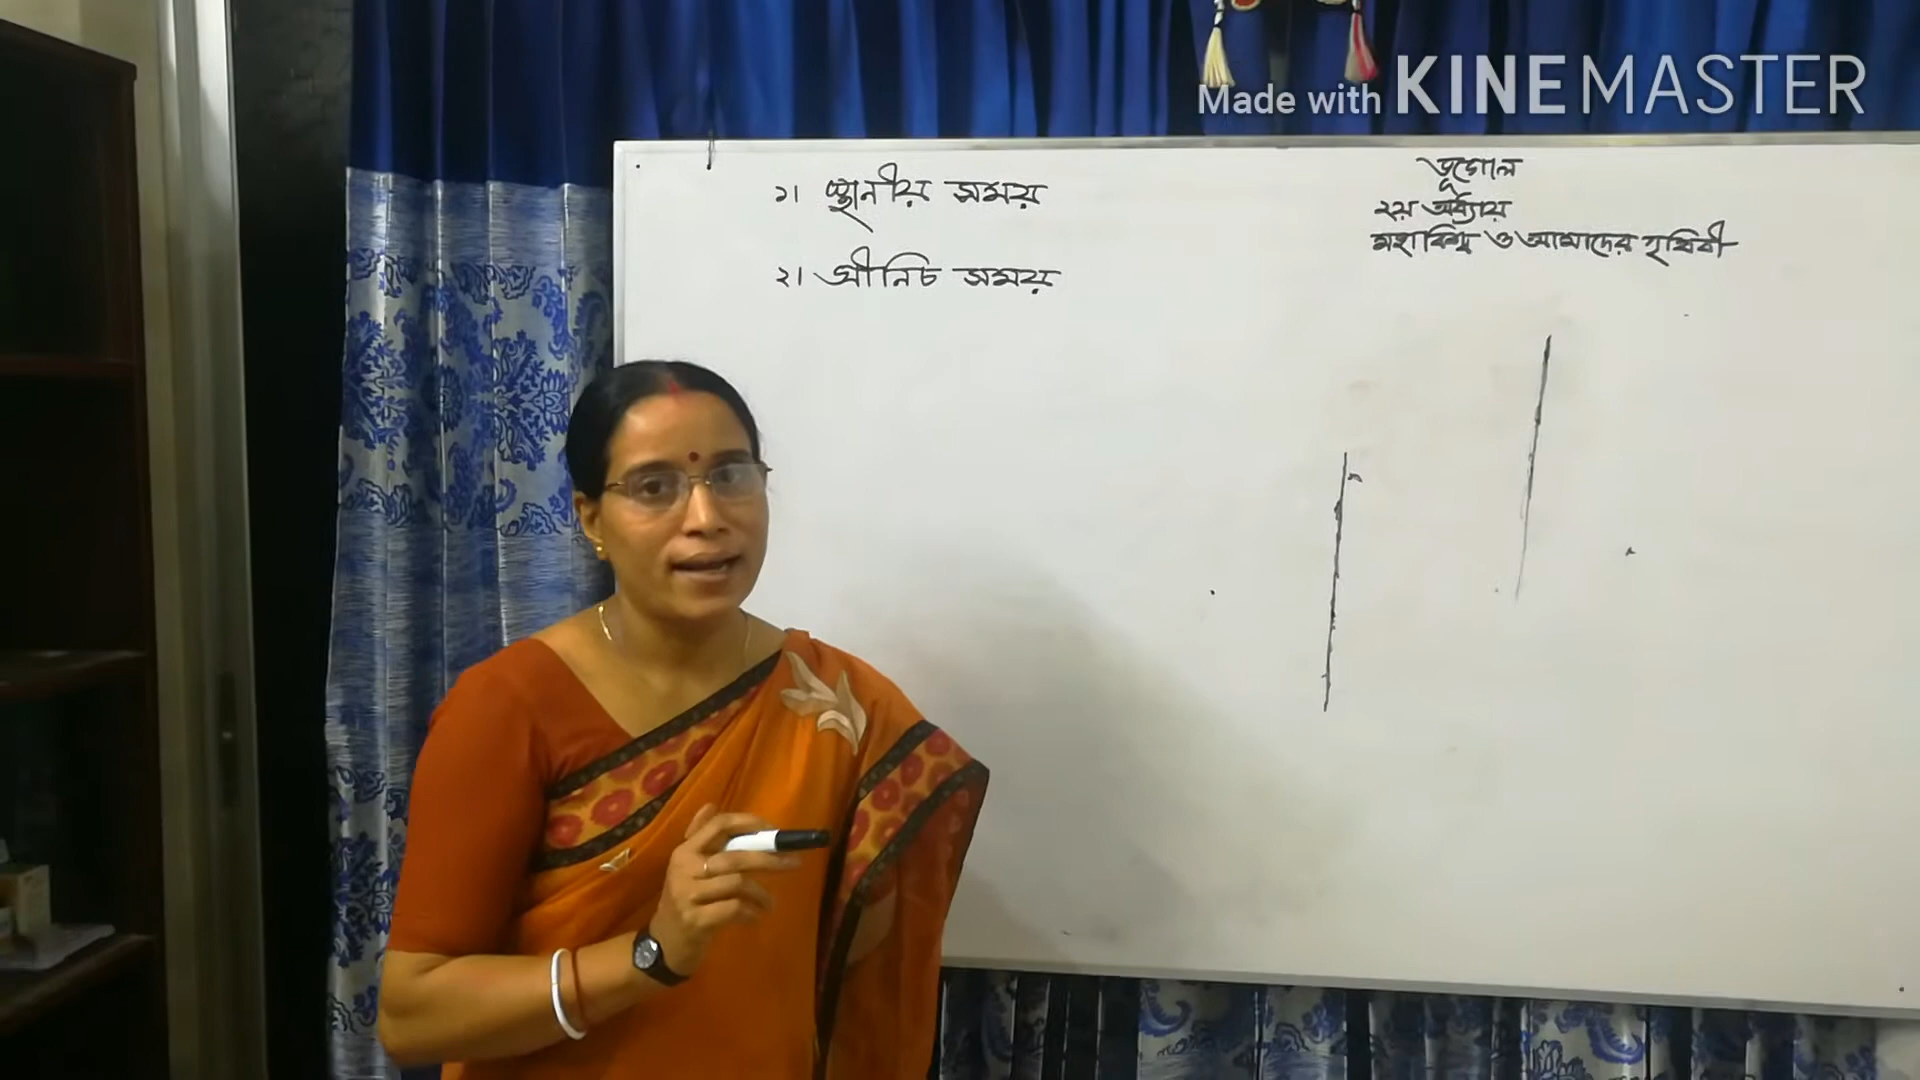 Made with KINEMASTER
ভূগোল
২য় অধ্যায়
মহাবিশ্ব ও আমাদের পৃথিবী
১। স্থানীয় সময়
২। গ্রীনিচ সময়